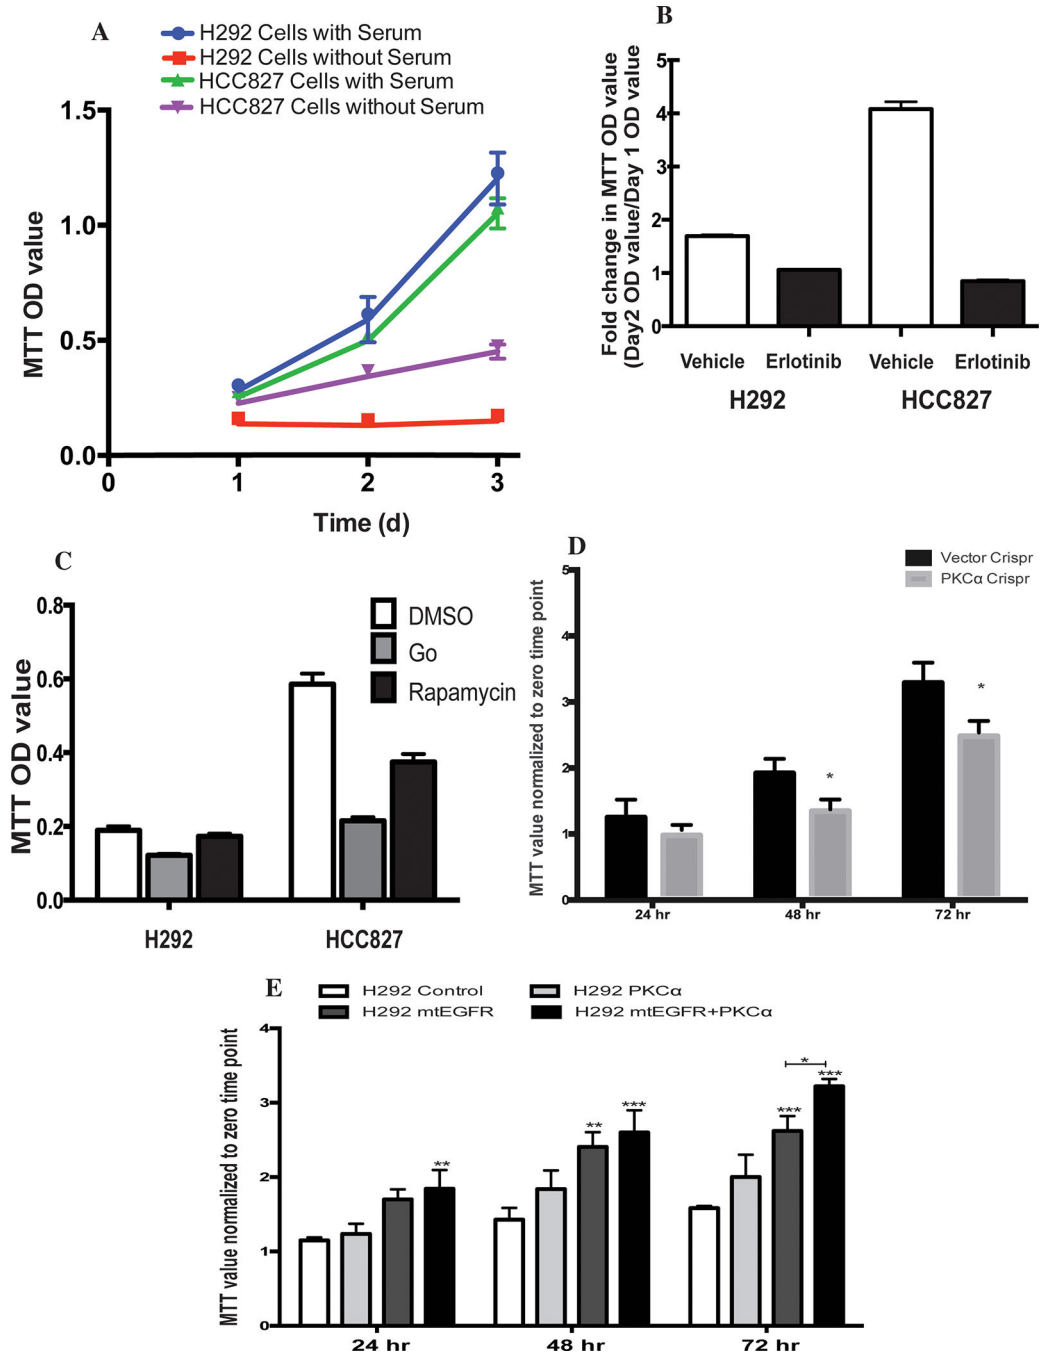 A
H292 Cells with Serum
H292 Cells without Serum
HCC827 Cells with Serum
HCC827 Cells without Serum
MTT OD value
1.5
1.0
0.5
0.0
0 1 2 3
Time (d)
B
Fold change in MTT OD value
(Day2 OD value/Day 1 OD value
5
4
3
2
1
0
Vehicle Erlotinib Vehicle Erlotinib
H292 HCC827
C
MTT OD value
0.8
0.6
0.4
0.2
0.0
DMSO
Go
Rapamycin
H292 HCC827
D
Vector Crispr
PKCα Crispr
MTT value normalized to zero time point
5
4
3
2
1
0
*
*
24 hr 48 hr 72 hr
E
H292 Control H292 PKCα
H292 mtEGFR H292 mtEGFR+PKCα
MTT value normalized to zero time point
4
3
2
1
0
**
** ***
*
*** ***
24 hr 48 hr 72 hr